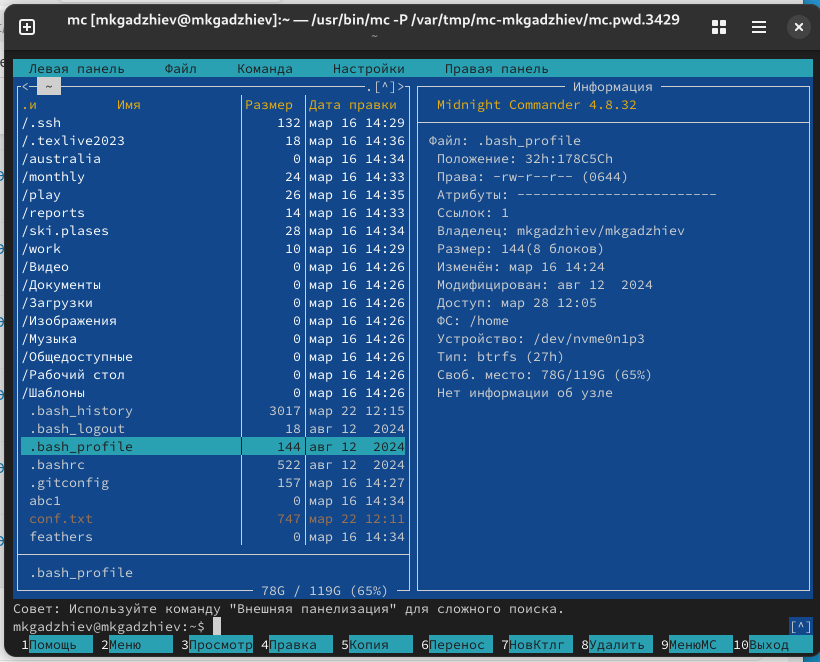 mc [mkgadzhiev@mkgadzhiev]:~ — /usr/bin/mc -P /var/tmp/mc-mkgadzhiev/mc.pwd.3429
~
Левая панель Файл Команда Настройки Правая панель
<─ ~ .[^]>
.и Имя Размер Дата правки
/.ssh 132 мар 16 14:29
/.texlive2023 18 мар 16 14:36
/australia 0 мар 16 14:34
/monthly 24 мар 16 14:33
/play 26 мар 16 14:35
/reports 14 мар 16 14:33
/ski.plases 28 мар 16 14:34
/work 10 мар 16 14:29
/Видео 0 мар 16 14:26
/Документы 0 мар 16 14:26
/Загрузки 0 мар 16 14:26
/Изображения 0 мар 16 14:26
/Музыка 0 мар 16 14:26
/Общедоступные 0 мар 16 14:26
/Рабочий стол 0 мар 16 14:26
/Шаблоны 0 мар 16 14:26
.bash_history 3017 мар 22 12:15
.bash_logout 18 авг 12 2024
.bash_profile 144 авг 12 2024
.bashrc 522 авг 12 2024
.gitconfig 157 мар 16 14:27
abc1 0 мар 16 14:34
conf.txt 747 мар 22 12:11
feathers 0 мар 16 14:34
.bash_profile
78G / 119G (65%)
Информация
Midnight Commander 4.8.32
Файл: .bash_profile
Положение: 32h:178C5Ch
Права: -rw-r--r-- (0644)
Атрибуты: -------------------------
Ссылок: 1
Владелец: mkgadzhiev/mkgadzhiev
Размер: 144(8 блоков)
Изменён: мар 16 14:24
Модифицирован: авг 12 2024
Доступ: мар 28 12:05
ФС: /home
Устройство: /dev/nvme0n1p3
Тип: btrfs (27h)
Своб. место: 78G/119G (65%)
Нет информации об узле
Совет: Используйте команду "Внешняя панелизация" для сложного поиска.
mkgadzhiev@mkgadzhiev:~$ [^]
1Помощь 2Меню 3Просмотр 4Правка 5Копия 6Перенос 7НовКтлг 8Удалить 9МенюMC 10Выход